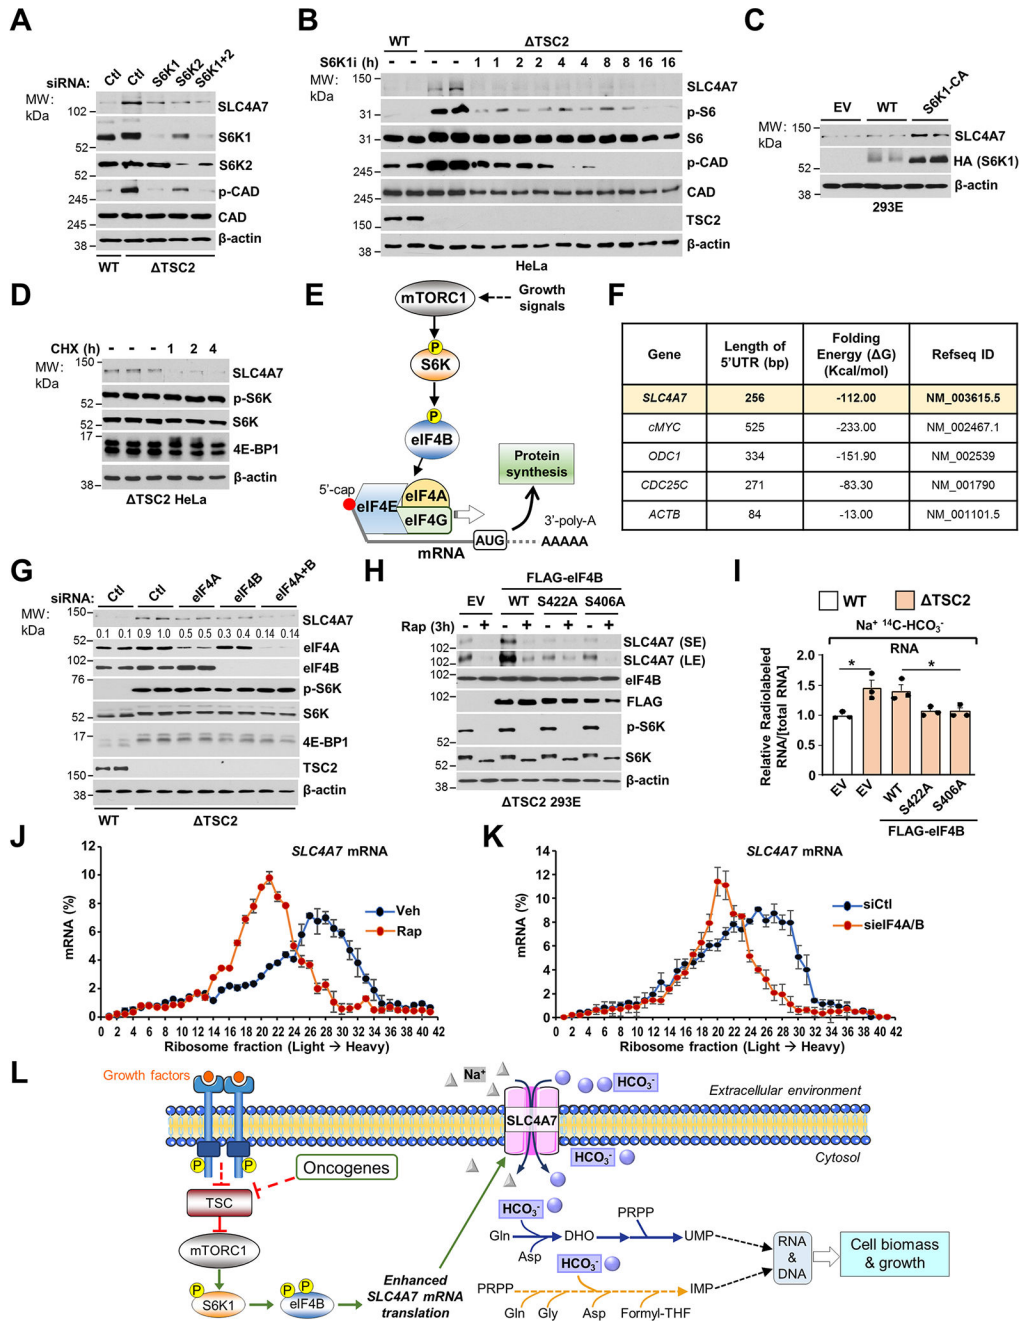 A
siRNA: Ctl Ctl S6K1 S6K2 S6K1+2
MW:
kDa
102
52
52
245
245
38
SLC4A7
S6K1
S6K2
p-CAD
CAD
β-actin
WT ΔTSC2
B
WT ΔTSC2
S6K1i (h) - - - - 1 1 2 2 4 4 8 8 16 16
MW:
kDa
150
31
31
245
245
150
38
SLC4A7
p-S6
S6
p-CAD
CAD
TSC2
β-actin
HeLa
C
EV WT S6K1-CA
MW:
kDa
150
52
38
SLC4A7
HA (S6K1)
β-actin
293E
D
CHX (h) - - - 1 2 4
MW:
kDa
150
52
52
17
38
SLC4A7
p-S6K
S6K
4E-BP1
β-actin
ΔTSC2 HeLa
E
mTORC1
Growth
signals
P
S6K
P
eIF4B
Protein
synthesis
5'-cap
eIF4E
eIF4A
eIF4G
3'-poly-A
AUG
AAAAA
mRNA
F
Gene Length of 5'UTR (bp) Folding Energy (ΔG) (Kcal/mol) Refseq ID
SLC4A7 256 -112.00 NM_003615.5
cMYC 525 -233.00 NM_002467.1
ODC1 334 -151.90 NM_002539
CDC25C 271 -83.30 NM_001790
ACTB 84 -13.00 NM_001101.5
G
siRNA: Ctl Ctl eIF4A eIF4B eIF4A+B
MW:
kDa
150
52
102
76
52
17
150
38
SLC4A7
0.1 0.1 0.9 1.0 0.5 0.5 0.3 0.4 0.14 0.14
eIF4A
eIF4B
p-S6K
S6K
4E-BP1
TSC2
β-actin
WT ΔTSC2
H
FLAG-eIF4B
EV WT S422A S406A
Rap (3h) - + - + - + - +
102
102
102
52
52
38
SLC4A7 (SE)
SLC4A7 (LE)
eIF4B
FLAG
p-S6K
S6K
β-actin
ΔTSC2 293E
I
WT ΔTSC2
Na⁺ ¹⁴C-HCO₃⁻
RNA
* *
Relative Radiolabeled
RNA/[total RNA]
2.0
1.5
1.0
0.5
0
EV EV WT S422A S406A
FLAG-eIF4B
J
SLC4A7 mRNA
mRNA (%)
12
10
8
6
4
2
0
Veh
Rap
0 2 4 6 8 10 12 14 16 18 20 22 24 26 28 30 32 34 36 38 40 42
Ribosome fraction (Light → Heavy)
K
SLC4A7 mRNA
mRNA (%)
14
12
10
8
6
4
2
0
siCtl
sieIF4A/B
0 2 4 6 8 10 12 14 16 18 20 22 24 26 28 30 32 34 36 38 40 42
Ribosome fraction (Light → Heavy)
L
Growth factors
Na⁺
HCO₃⁻
Extracellular environment
SLC4A7
HCO₃⁻
Cytosol
P P
Oncogenes
TSC
mTORC1
P
S6K1
P P
eIF4B
Enhanced
SLC4A7 mRNA
translation
HCO₃⁻
PRPP
Gln DHO UMP
Asp
HCO₃⁻
PRPP IMP
Gln Gly Asp Formyl-THF
RNA
&
DNA
Cell biomass
& growth